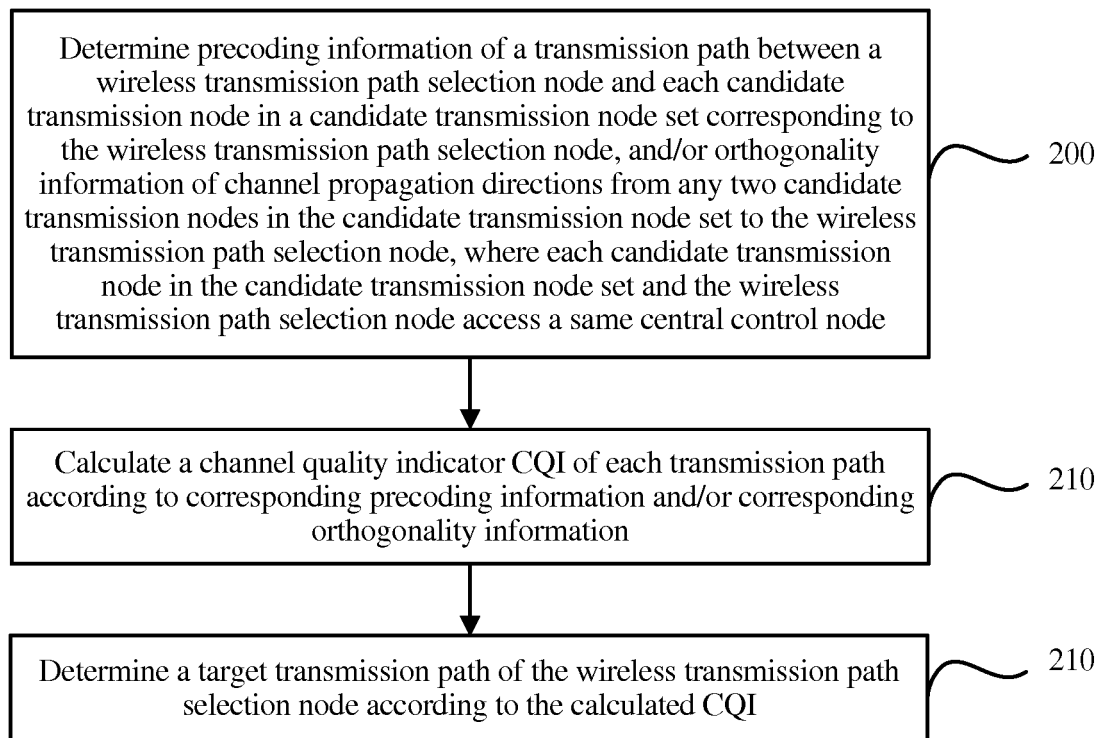 Determine precoding information of a transmission path between a
wireless transmission path selection node and each candidate
transmission node in a candidate transmission node set corresponding to
the wireless transmission path selection node, and/or orthogonality
information of channel propagation directions from any two candidate
transmission nodes in the candidate transmission node set to the wireless
transmission path selection node, where each candidate transmission
node in the candidate transmission node set and the wireless
transmission path selection node access a same central control node
200
Calculate a channel quality indicator CQI of each transmission path
according to corresponding precoding information and/or corresponding
orthogonality information
210
Determine a target transmission path of the wireless transmission path
selection node according to the calculated CQI
210